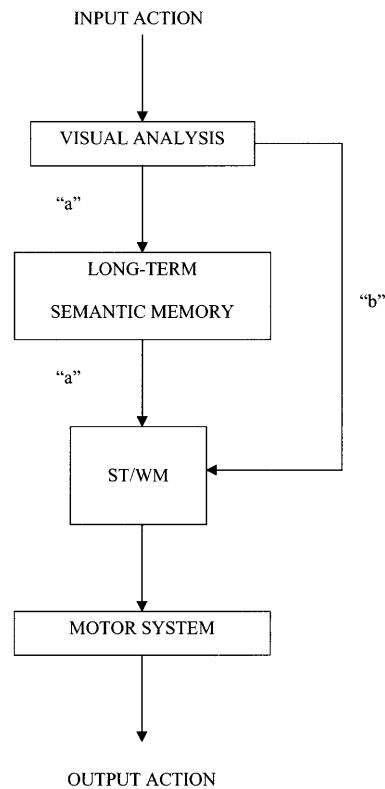 INPUT ACTION
VISUAL ANALYSIS
“a”
LONG-TERM
SEMANTIC MEMORY
“b”
“a”
ST/WM
MOTOR SYSTEM
OUTPUT ACTION